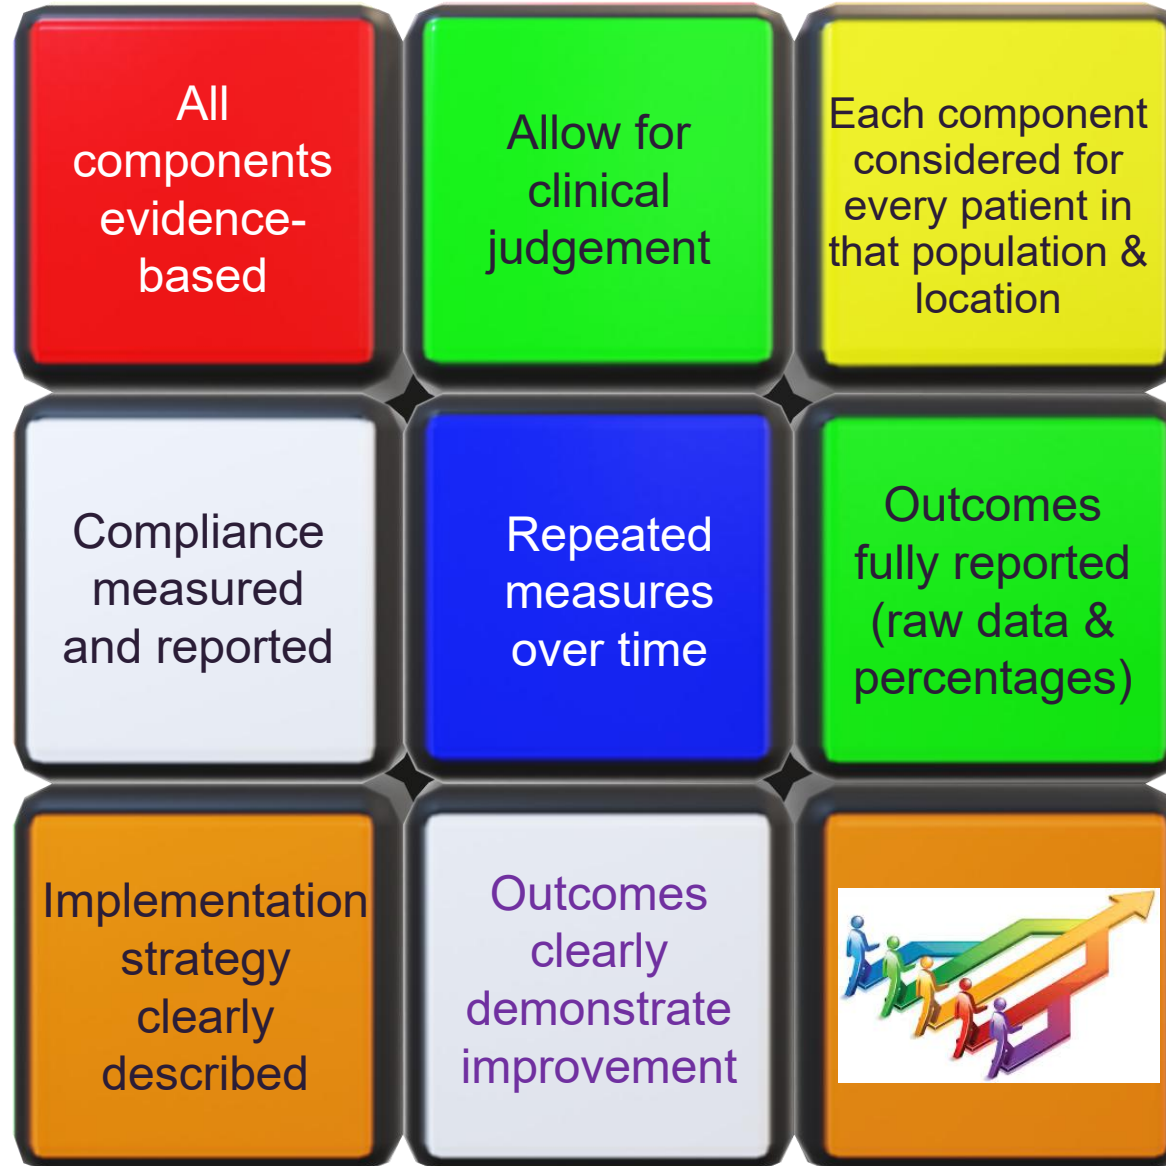 All
components
evidence-
based
Allow for
clinical
judgement
Each component
considered for
every patient in
that population &
location
Compliance
measured
and reported
Repeated
measures
over time
Outcomes
fully reported
(raw data &
percentages)
Implementation
strategy
clearly
described
Outcomes
clearly
demonstrate
improvement